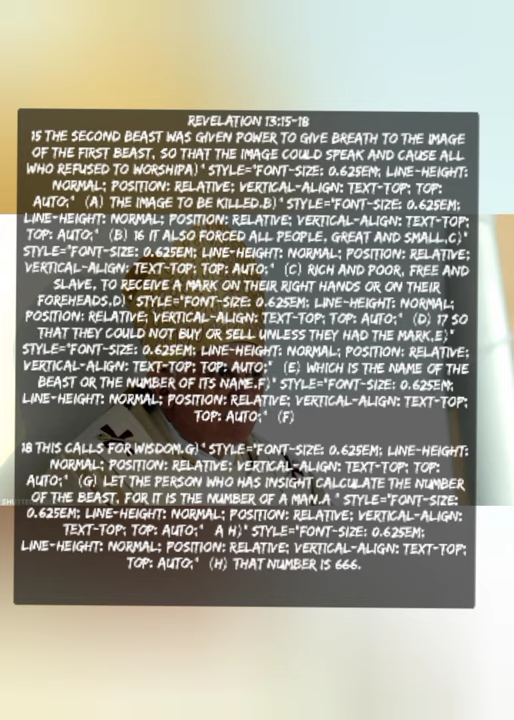 REVELATION 13:15-18
15 THE SECOND BEAST WAS GIVEN POWER TO GIVE BREATH TO THE IMAGE
OF THE FIRST BEAST, SO THAT THE IMAGE COULD SPEAK AND CAUSE ALL
WHO REFUSED TO WORSHIPA)" STYLE="FONT-SIZE: 0.625EM; LINE-HEIGHT:
NORMAL; POSITION: RELATIVE; VERTICAL-ALIGN: TEXT-TOP; TOP:
AUTO;" (A) THE IMAGE TO BE KILLED.B)" STYLE="FONT-SIZE: 0.625EM;
LINE-HEIGHT: NORMAL; POSITION: RELATIVE; VERTICAL-ALIGN: TEXT-TOP;
TOP: AUTO;" (B) 16 IT ALSO FORCED ALL PEOPLE, GREAT AND SMALL,C)"
STYLE="FONT-SIZE: 0.625EM; LINE-HEIGHT: NORMAL; POSITION: RELATIVE;
VERTICAL-ALIGN: TEXT-TOP; TOP: AUTO;" (C) RICH AND POOR, FREE AND
SLAVE, TO RECEIVE A MARK ON THEIR RIGHT HANDS OR ON THEIR
FOREHEADS,D)" STYLE="FONT-SIZE: 0.625EM; LINE-HEIGHT: NORMAL;
POSITION: RELATIVE; VERTICAL-ALIGN: TEXT-TOP; TOP: AUTO;" (D) 17 SO
THAT THEY COULD NOT BUY OR SELL UNLESS THEY HAD THE MARK,E)"
STYLE="FONT-SIZE: 0.625EM; LINE-HEIGHT: NORMAL; POSITION: RELATIVE;
VERTICAL-ALIGN: TEXT-TOP; TOP: AUTO;" (E) WHICH IS THE NAME OF THE
BEAST OR THE NUMBER OF ITS NAME.F)" STYLE="FONT-SIZE: 0.625EM;
LINE-HEIGHT: NORMAL; POSITION: RELATIVE; VERTICAL-ALIGN: TEXT-TOP;
TOP: AUTO;" (F)
18 THIS CALLS FOR WISDOM.G)" STYLE="FONT-SIZE: 0.625EM; LINE-HEIGHT:
NORMAL; POSITION: RELATIVE; VERTICAL-ALIGN: TEXT-TOP; TOP:
AUTO;" (G) LET THE PERSON WHO HAS INSIGHT CALCULATE THE NUMBER
OF THE BEAST, FOR IT IS THE NUMBER OF A MAN.A " STYLE="FONT-SIZE:
0.625EM; LINE-HEIGHT: NORMAL; POSITION: RELATIVE; VERTICAL-ALIGN:
TEXT-TOP; TOP: AUTO;" A H)" STYLE="FONT-SIZE: 0.625EM;
LINE-HEIGHT: NORMAL; POSITION: RELATIVE; VERTICAL-ALIGN: TEXT-TOP;
TOP: AUTO;" (H) THAT NUMBER IS 666.